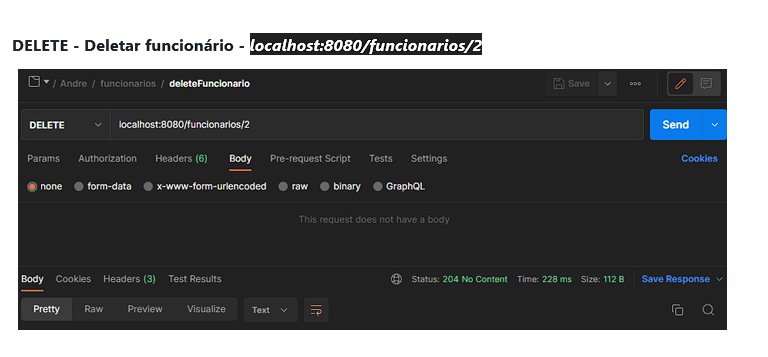 DELETE - Deletar funcionário - localhost:8080/funcionarios/2
/ Andre / funcionarios / deleteFuncionario Save
DELETE localhost:8080/funcionarios/2 Send
Params Authorization Headers (6) Body Pre-request Script Tests Settings Cookies
none form-data x-www-form-urlencoded raw binary GraphQL
This request does not have a body
Body Cookies Headers (3) Test Results Status: 204 No Content Time: 228 ms Size: 112 B Save Response
Pretty Raw Preview Visualize Text